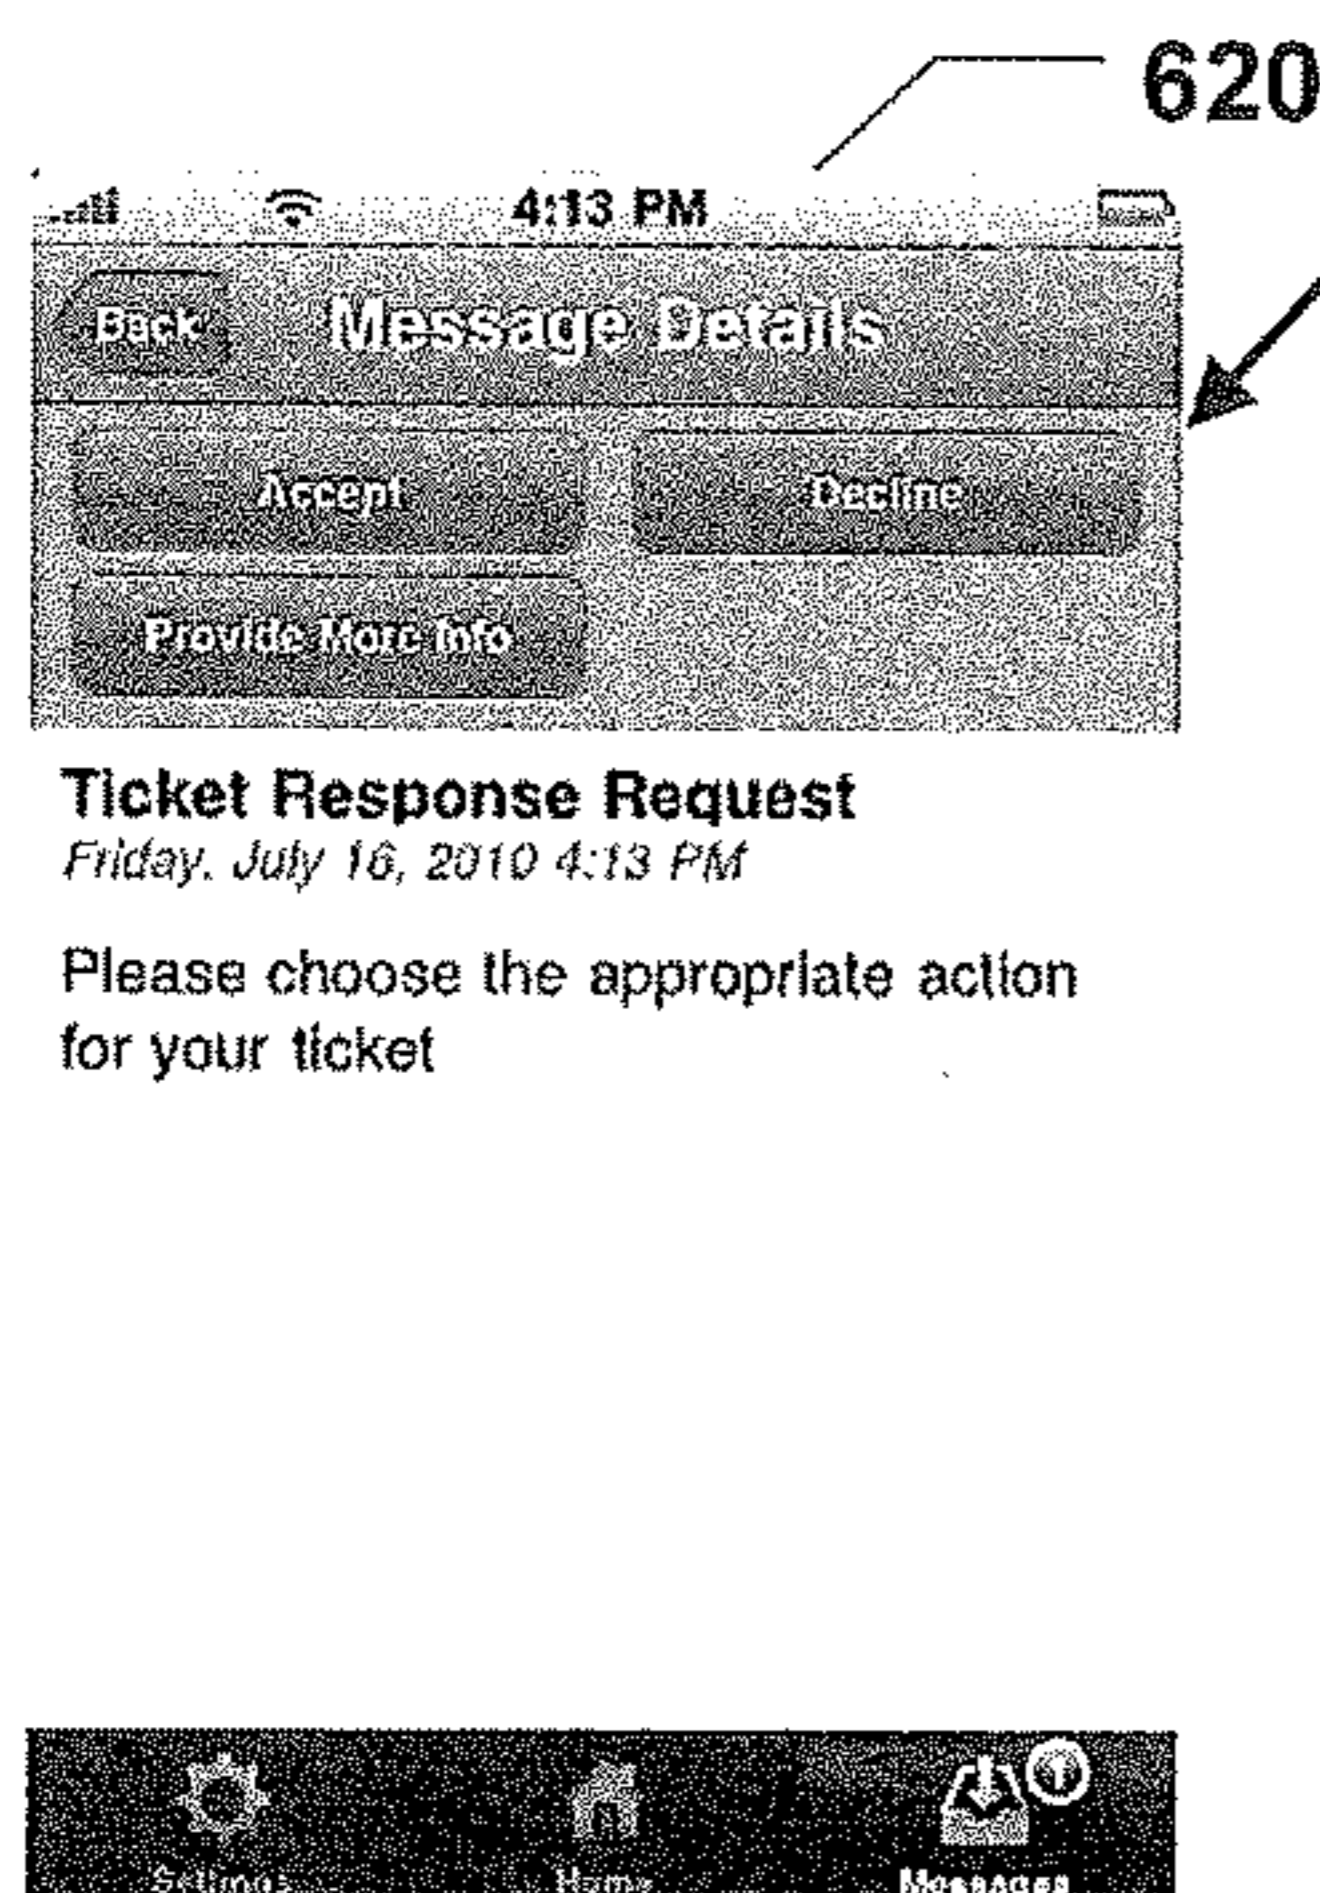 620
4:13 PM
Back Message Details
Accept Decline
Provide More Info
Ticket Response Request
Friday, July 16, 2010 4:13 PM
Please choose the appropriate action
for your ticket
1
Settings Home Messages